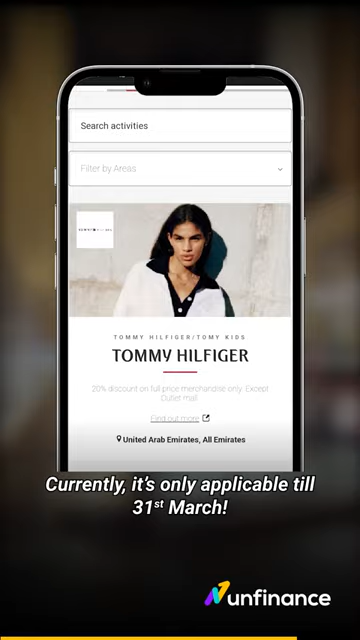 Search activities
Filter by Areas
TOMMY HILFIGER/TOMY KIDS
TOMMY HILFIGER
20% discount on full price merchandise only. Except
Outlet mall.
Find out more
United Arab Emirates, All Emirates
Currently, it's only applicable till
31st March!
unfinance